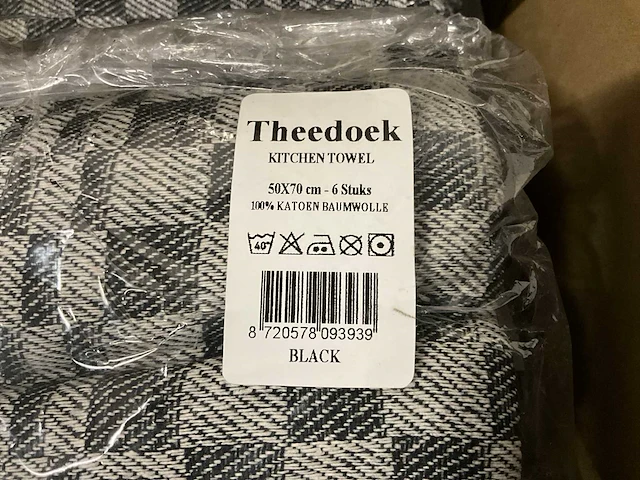 Theedoek
KITCHEN TOWEL
50X70 cm - 6 Stuks
100% KATOEN BAUMWOLLE
40°
8 720578 093939
BLACK